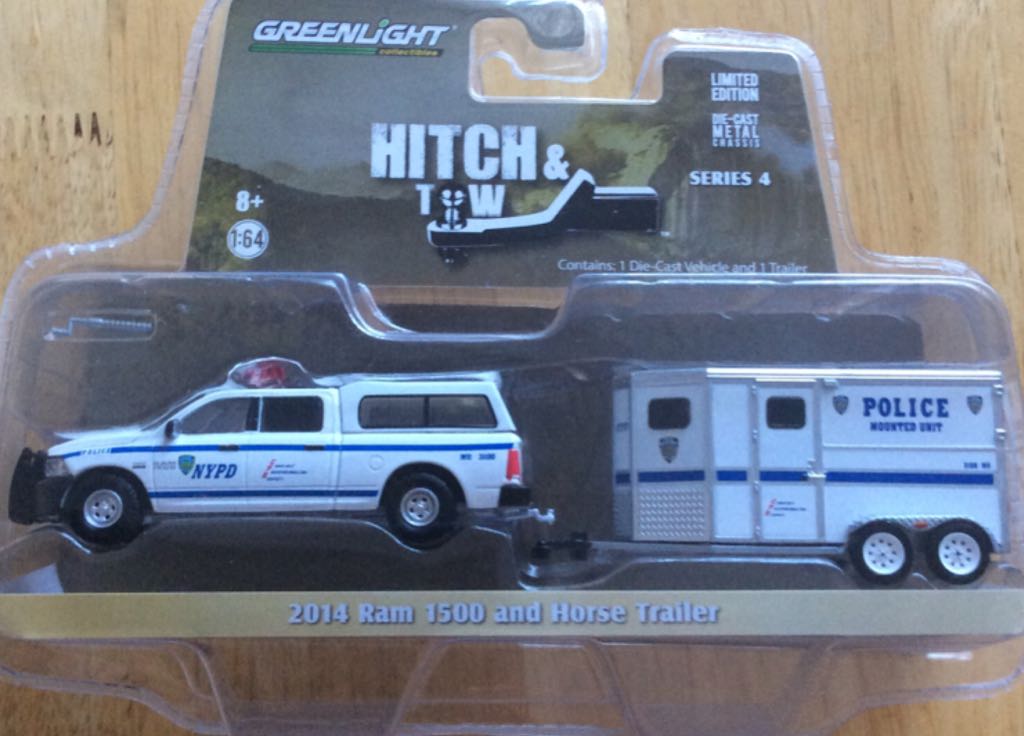 GREENLiGHT
collectibles
LIMITED
EDITION
DIE-CAST
METAL
CHASSIS
HITCH &
TOW
SERIES 4
8+
1:64
Contains: 1 Die-Cast Vehicle and 1 Trailer
POLICE
NYPD
POLICE
MOUNTED UNIT
2014 Ram 1500 and Horse Trailer